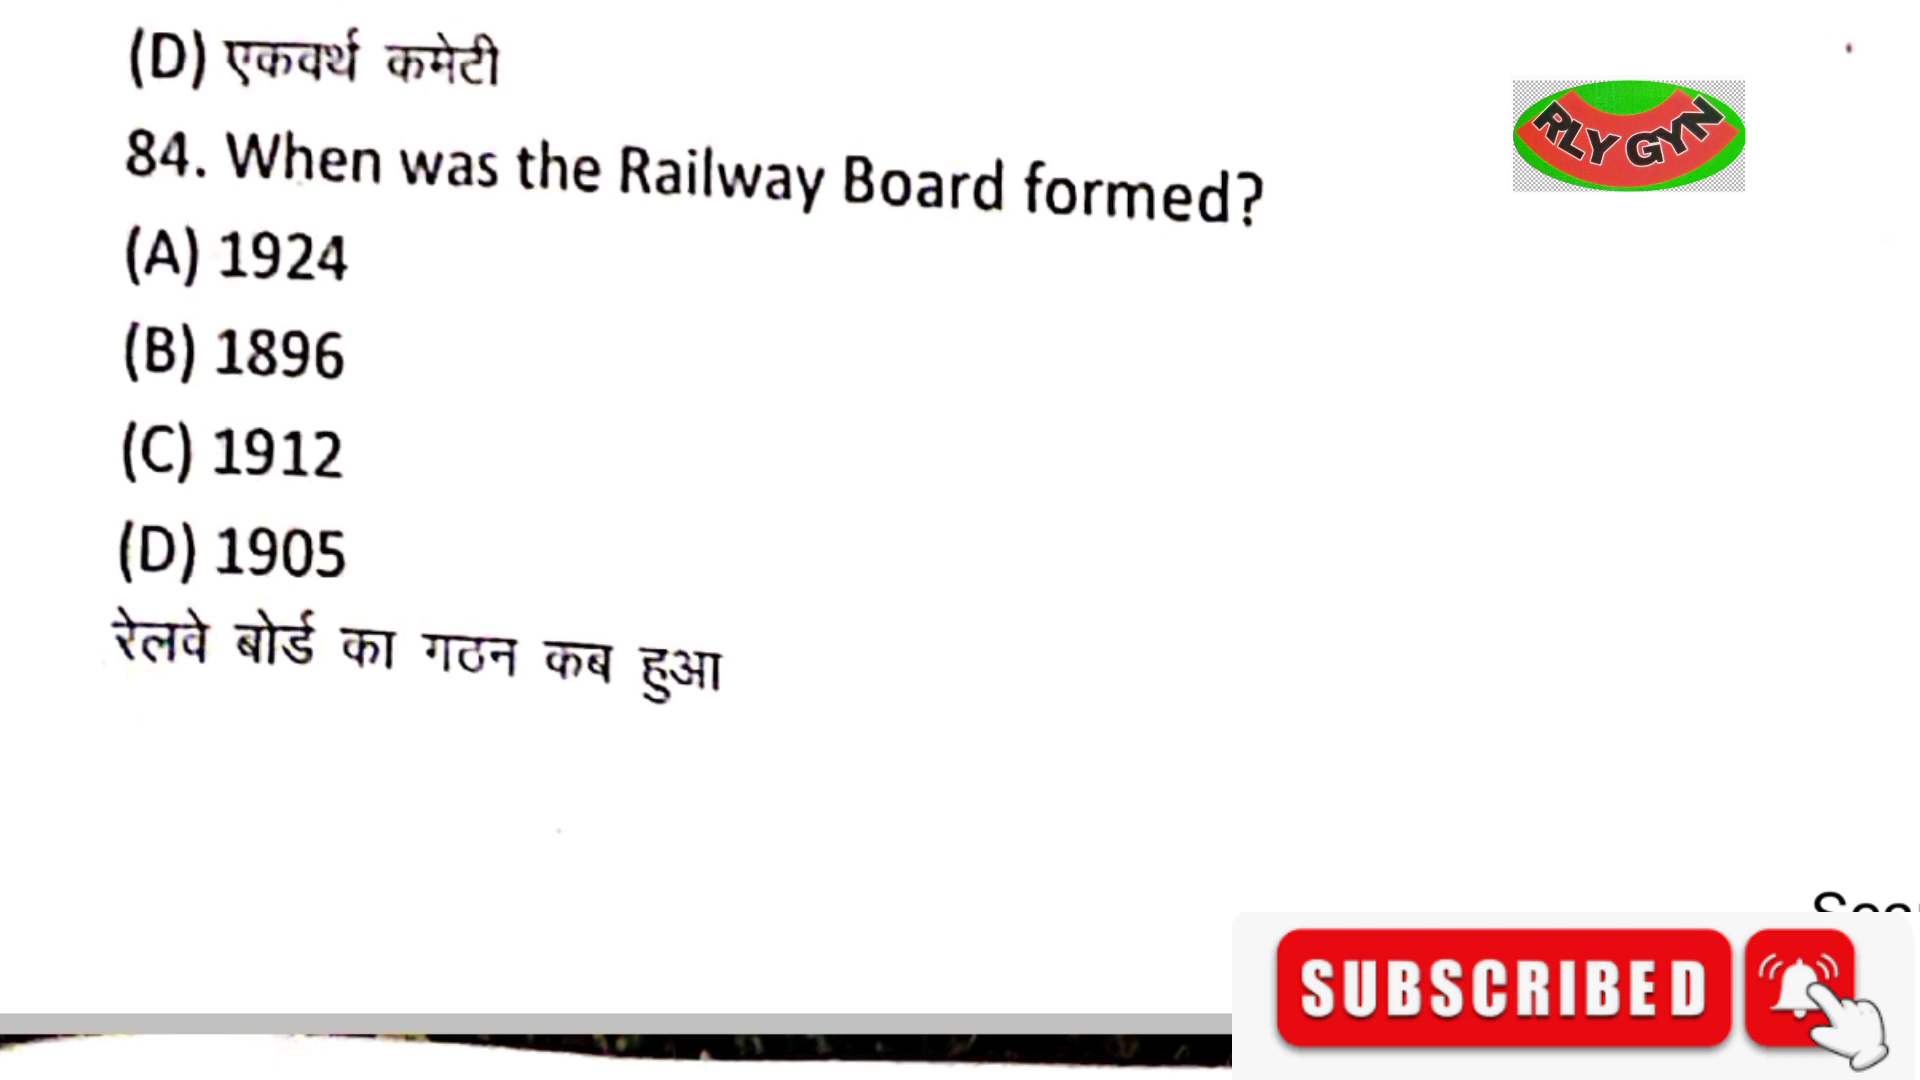 (D) एकवर्थ कमेटी
RLY GYN
84. When was the Railway Board formed?
(A) 1924
(B) 1896
(C) 1912
(D) 1905
रेलवे बोर्ड का गठन कब हुआ
SUBSCRIBED